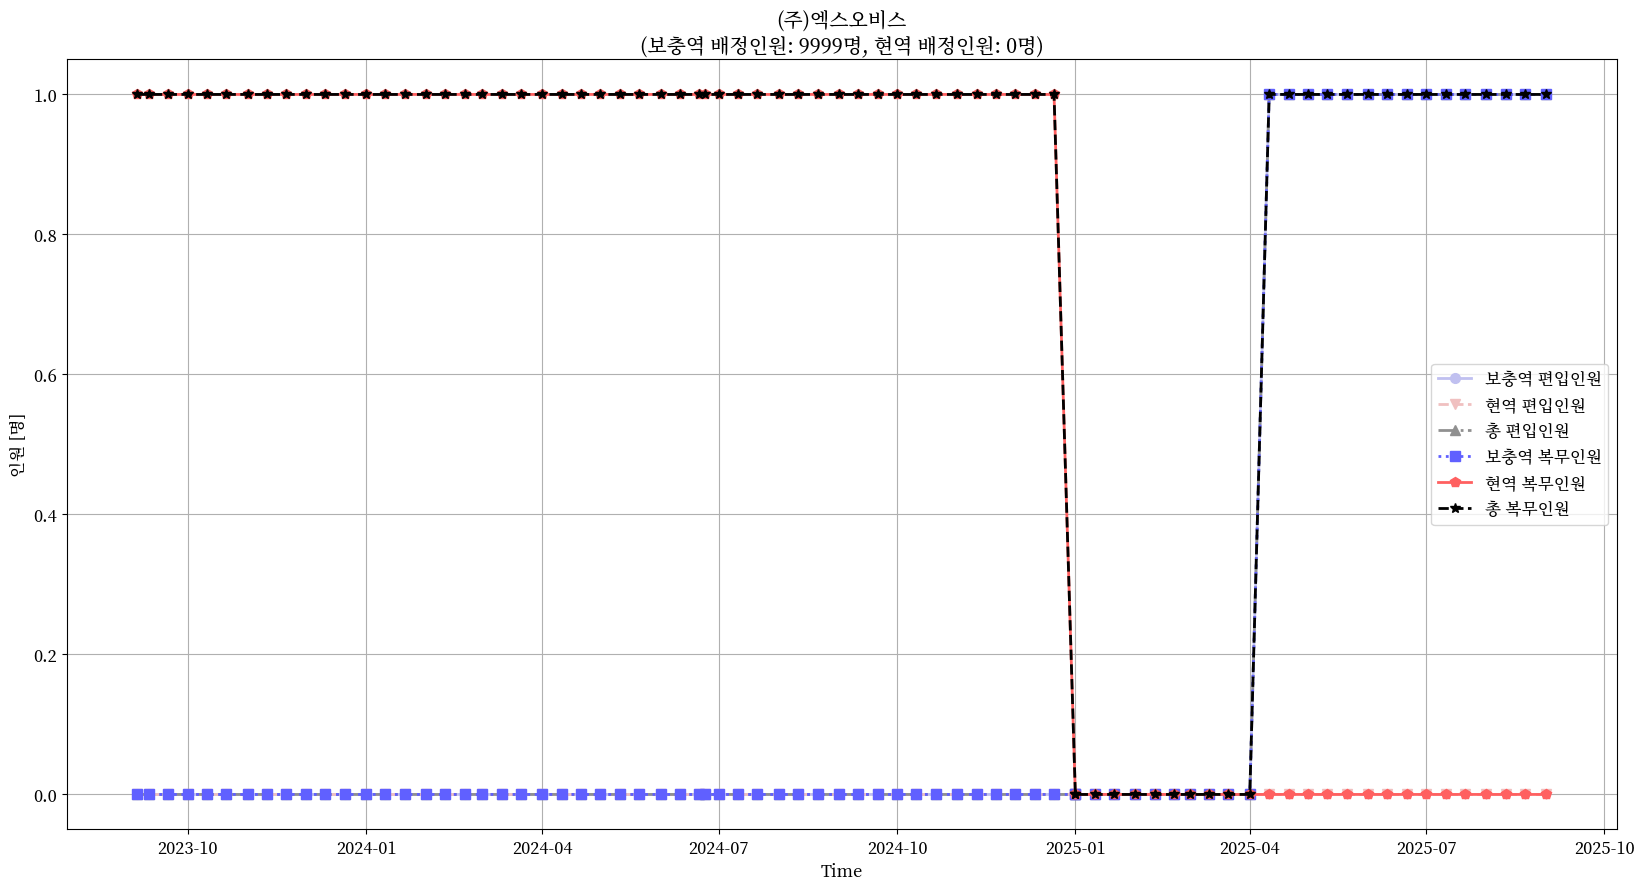 (주)엑스오비스
(보충역 배정인원: 9999명, 현역 배정인원: 0명)
1.0
0.8
0.6
0.4
0.2
0.0
인원 [명]
보충역 편입인원
현역 편입인원
총 편입인원
보충역 복무인원
현역 복무인원
총 복무인원
2023-10
2024-01
2024-04
2024-07
2024-10
2025-01
2025-04
2025-07
2025-10
Time